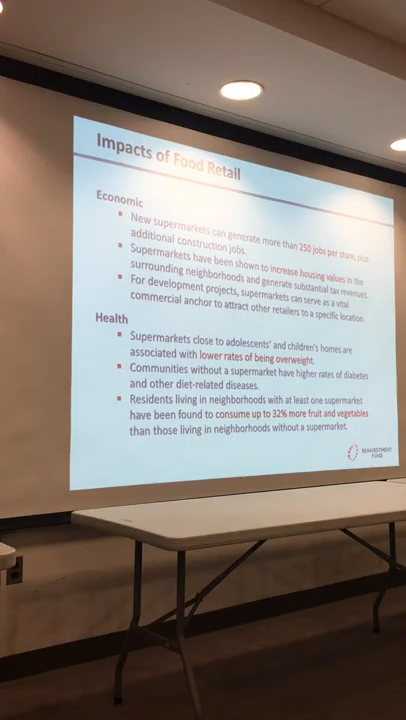 Impacts of Food Retail
Economic
▪ New supermarkets can generate more than 250 jobs per store, plus
additional construction jobs.
▪ Supermarkets have been shown to increase housing values in the
surrounding neighborhoods and generate substantial tax revenues.
▪ For development projects, supermarkets can serve as a vital
commercial anchor to attract other retailers to a specific location.
Health
▪ Supermarkets close to adolescents' and children's homes are
associated with lower rates of being overweight.
▪ Communities without a supermarket have higher rates of diabetes
and other diet-related diseases.
▪ Residents living in neighborhoods with at least one supermarket
have been found to consume up to 32% more fruit and vegetables
than those living in neighborhoods without a supermarket.
REINVESTMENT
FUND